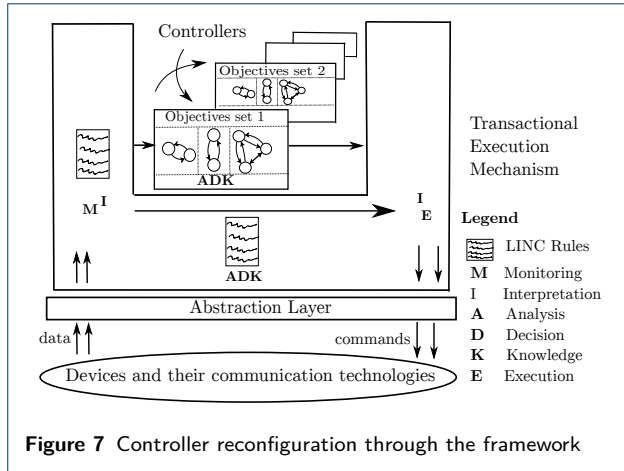 Controllers
Objectives set 2
Objectives set 1
ADK
M I
I
E
ADK
Transactional
Execution
Mechanism
Legend
LINC Rules
M Monitoring
I Interpretation
A Analysis
D Decision
K Knowledge
E Execution
Abstraction Layer
data
commands
Devices and their communication technologies
Figure 7 Controller reconfiguration through the framework